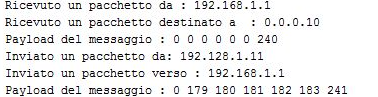 Ricevuto un pacchetto da : 192.168.1.1
Ricevuto un pacchetto destinato a  : 0.0.0.10
Payload del messaggio : 0 0 0 0 0 0 240
Inviato un pacchetto da: 192.128.1.11
Inviato un pacchetto verso : 192.168.1.1
Payload del messaggio : 0 179 180 181 182 183 241